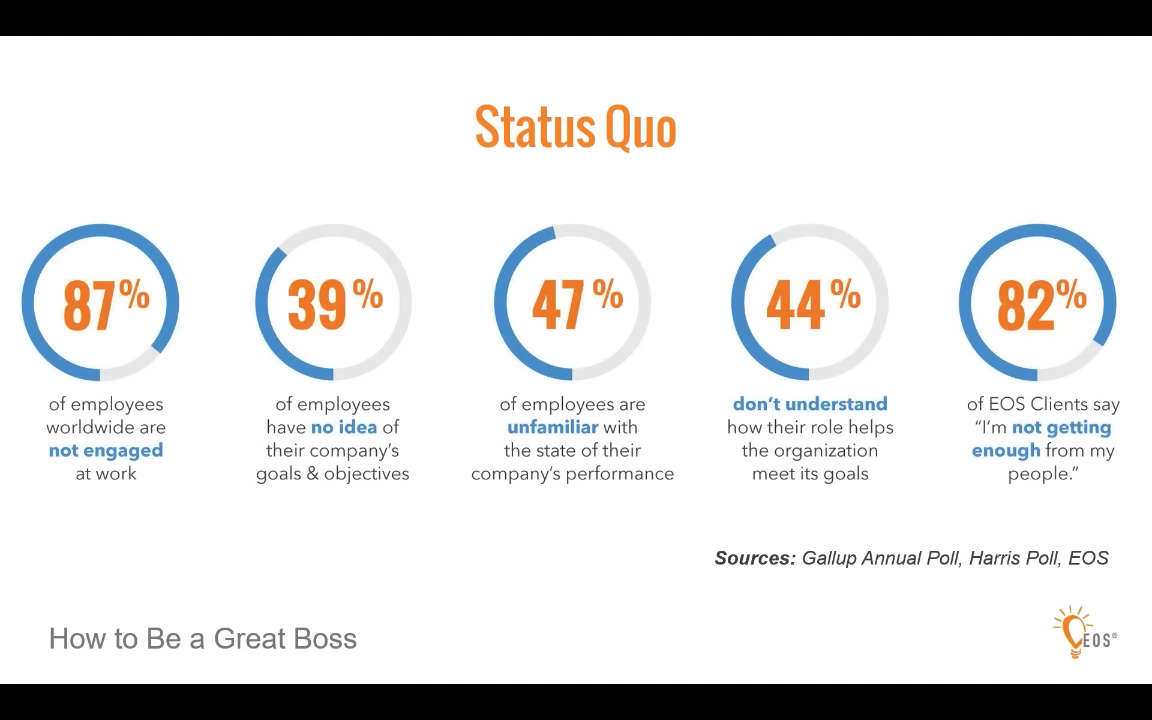 Status Quo
87%
of employees
worldwide are
not engaged
at work
39%
of employees
have no idea of
their company's
goals & objectives
47%
of employees are
unfamiliar with
the state of their
company's performance
44%
don't understand
how their role helps
the organization
meet its goals
82%
of EOS Clients say
"I'm not getting
enough from my
people."
Sources: Gallup Annual Poll, Harris Poll, EOS
How to Be a Great Boss
EOS®